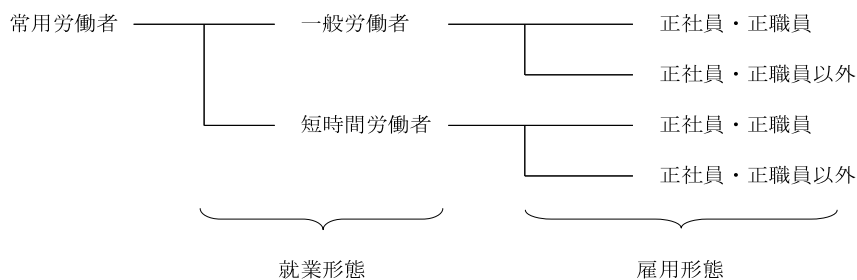 常用労働者 一般労働者 正社員・正職員
正社員・正職員以外
短時間労働者 正社員・正職員
正社員・正職員以外
就業形態 雇用形態